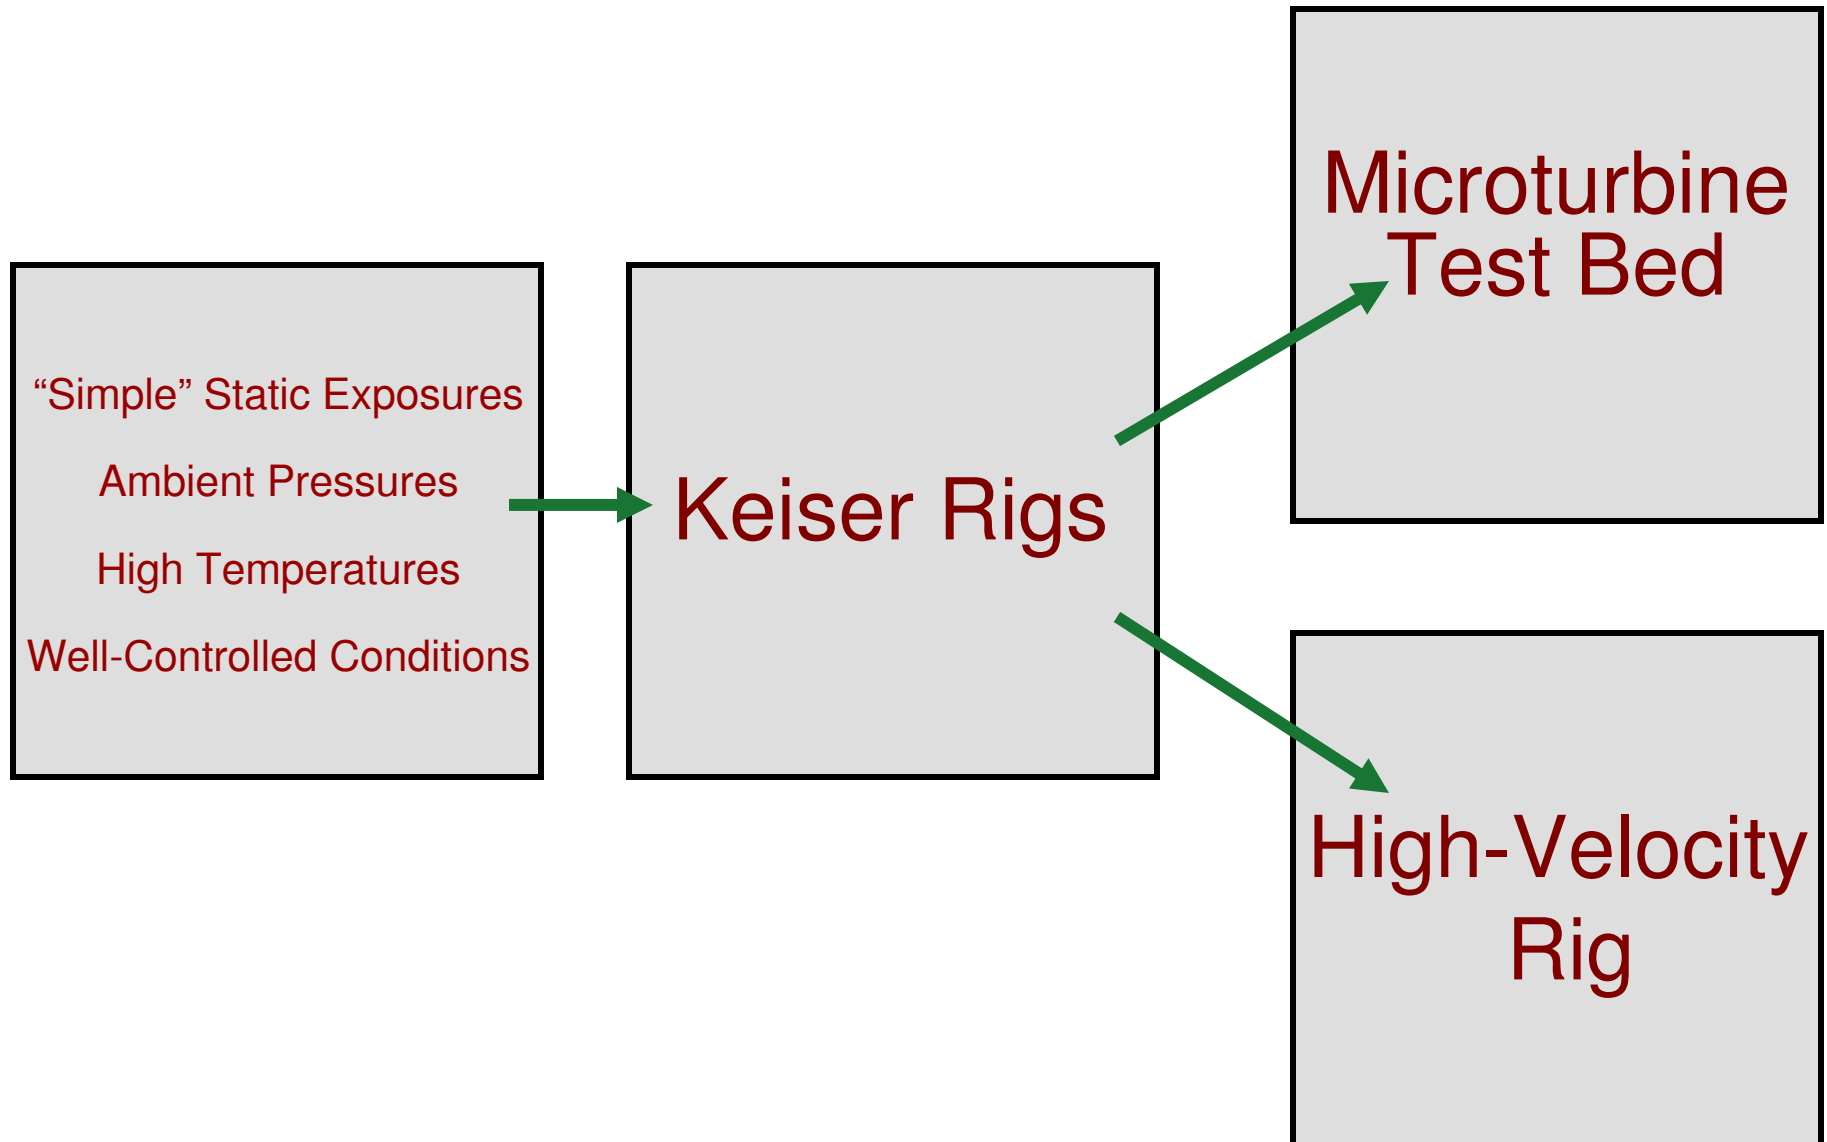 “Simple” Static Exposures
Ambient Pressures
High Temperatures
Well-Controlled Conditions
Keiser Rigs
Microturbine
Test Bed
High-Velocity
Rig